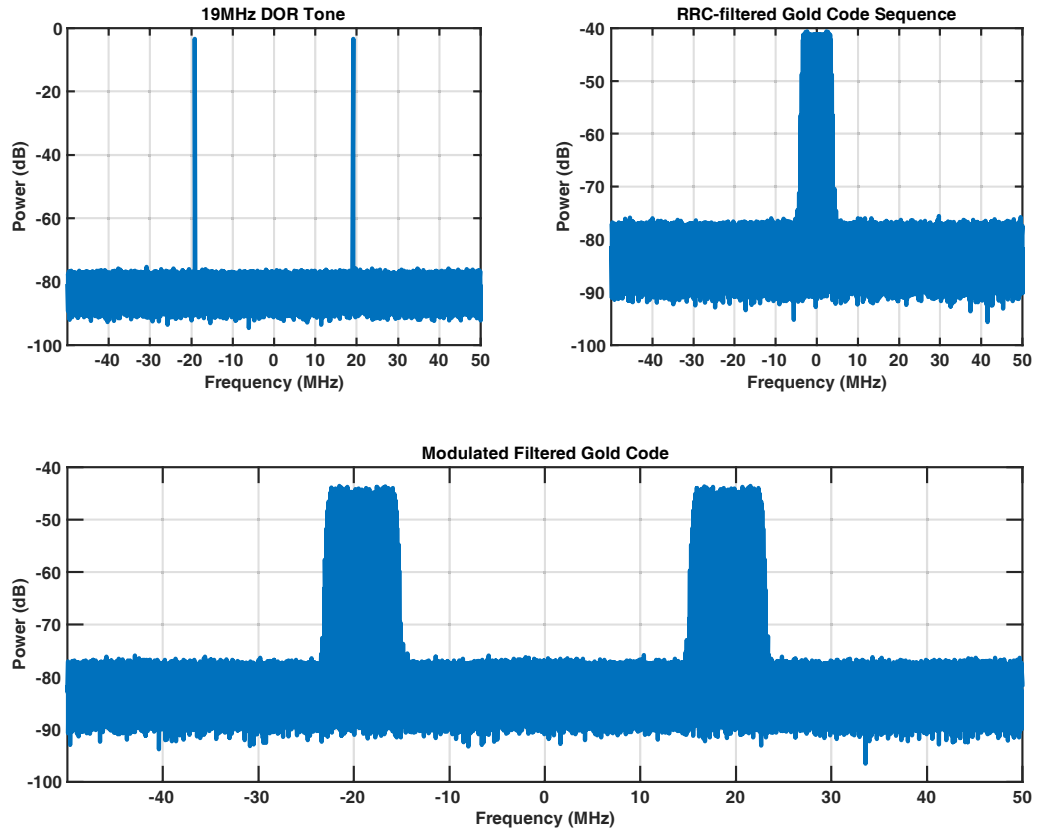 19MHz DOR Tone
0
-20
-40
-60
-80
-100
Power (dB)
-40 -30 -20 -10 0 10 20 30 40 50
Frequency (MHz)
RRC-filtered Gold Code Sequence
-40
-50
-60
-70
-80
-90
-100
Power (dB)
-40 -30 -20 -10 0 10 20 30 40 50
Frequency (MHz)
Modulated Filtered Gold Code
-40
-50
-60
-70
-80
-90
-100
Power (dB)
-40 -30 -20 -10 0 10 20 30 40 50
Frequency (MHz)